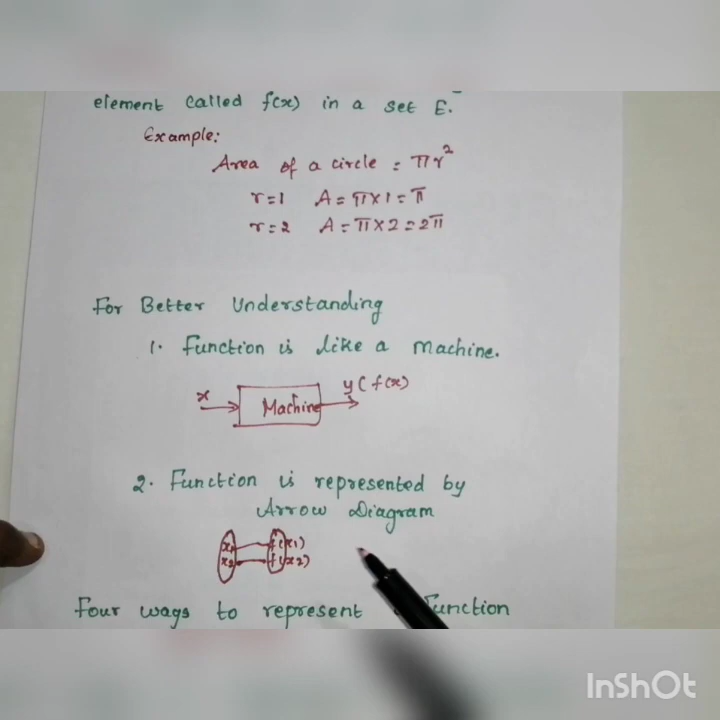 element called f(x) in a set E.
Example:
Area of a circle = πr²
r=1 A = π×1 = π
r=2 A = π×2 = 2π
For Better Understanding
1. Function is like a machine.
x Machine y(f(x)
2. Function is represented by
Arrow Diagram
x1 f(x1)
x2 f(x2)
Four ways to represent function
InShOt